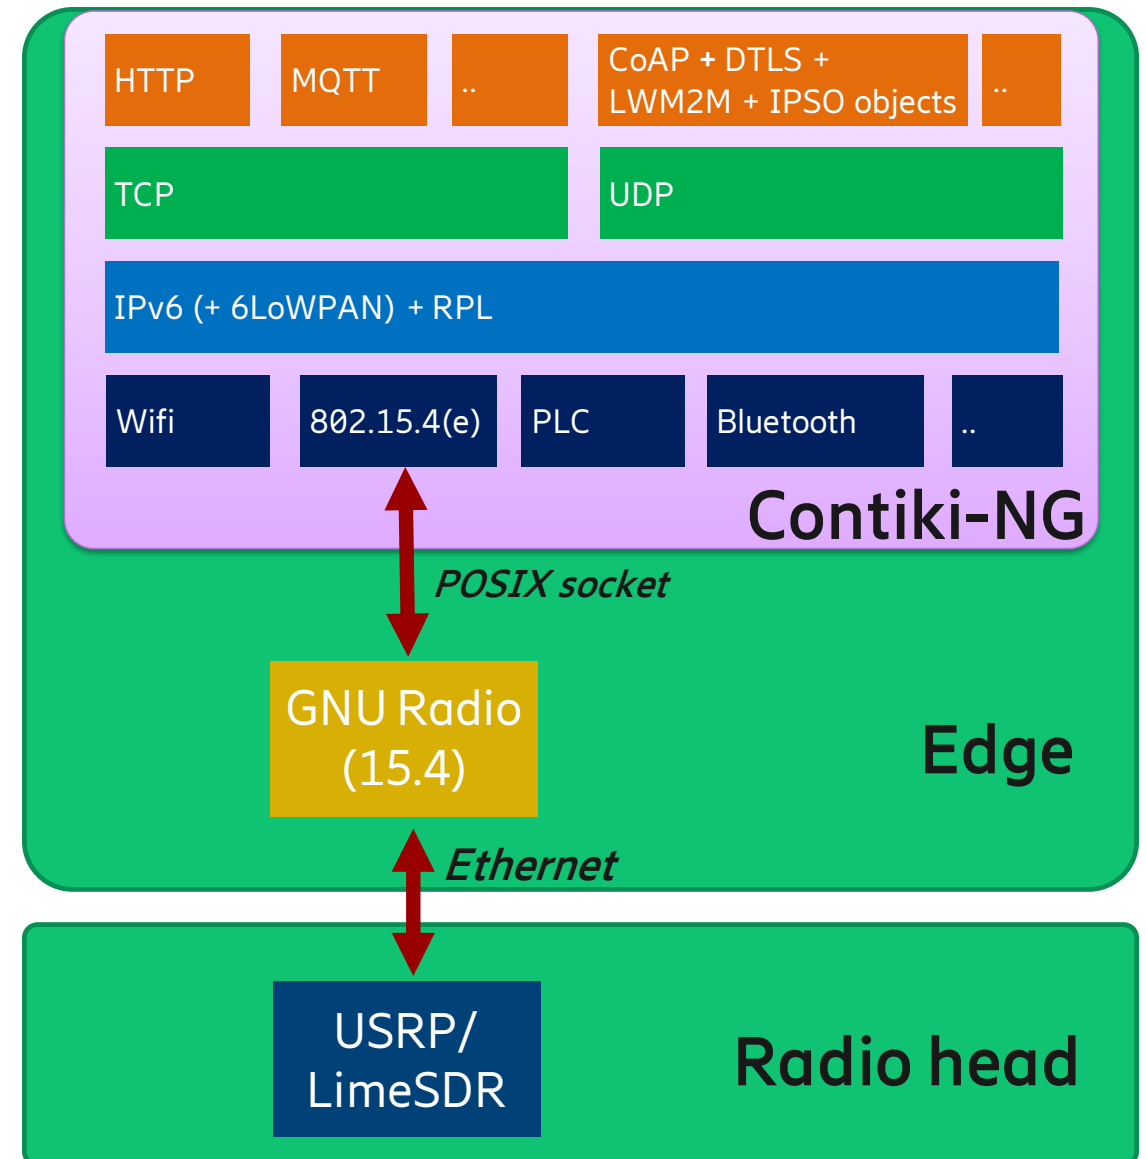 HTTP
MQTT
..
CoAP + DTLS +
LWM2M + IPSO objects
..
TCP
UDP
IPv6 (+ 6LoWPAN) + RPL
Wifi
802.15.4(e)
PLC
Bluetooth
..
Contiki-NG
POSIX socket
GNU Radio
(15.4)
Edge
Ethernet
USRP/
LimeSDR
Radio head